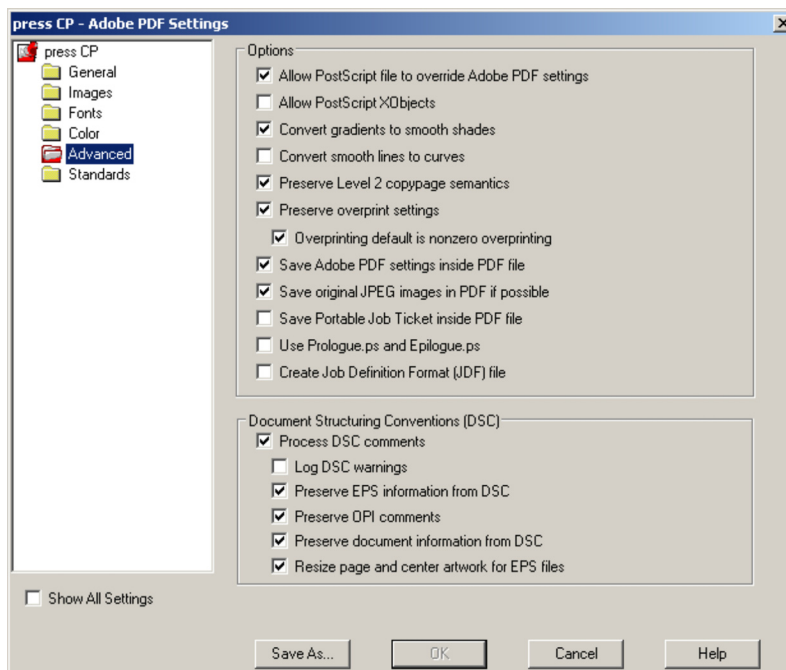 press CP - Adobe PDF Settings
press CP
General
Images
Fonts
Color
Advanced
Standards
Show All Settings
Options
Allow PostScript file to override Adobe PDF settings
Allow PostScript XObjects
Convert gradients to smooth shades
Convert smooth lines to curves
Preserve Level 2 copypage semantics
Preserve overprint settings
Overprinting default is nonzero overprinting
Save Adobe PDF settings inside PDF file
Save original JPEG images in PDF if possible
Save Portable Job Ticket inside PDF file
Use Prologue.ps and Epilogue.ps
Create Job Definition Format (JDF) file
Document Structuring Conventions (DSC)
Process DSC comments
Log DSC warnings
Preserve EPS information from DSC
Preserve OPI comments
Preserve document information from DSC
Resize page and center artwork for EPS files
Save As...
OK
Cancel
Help